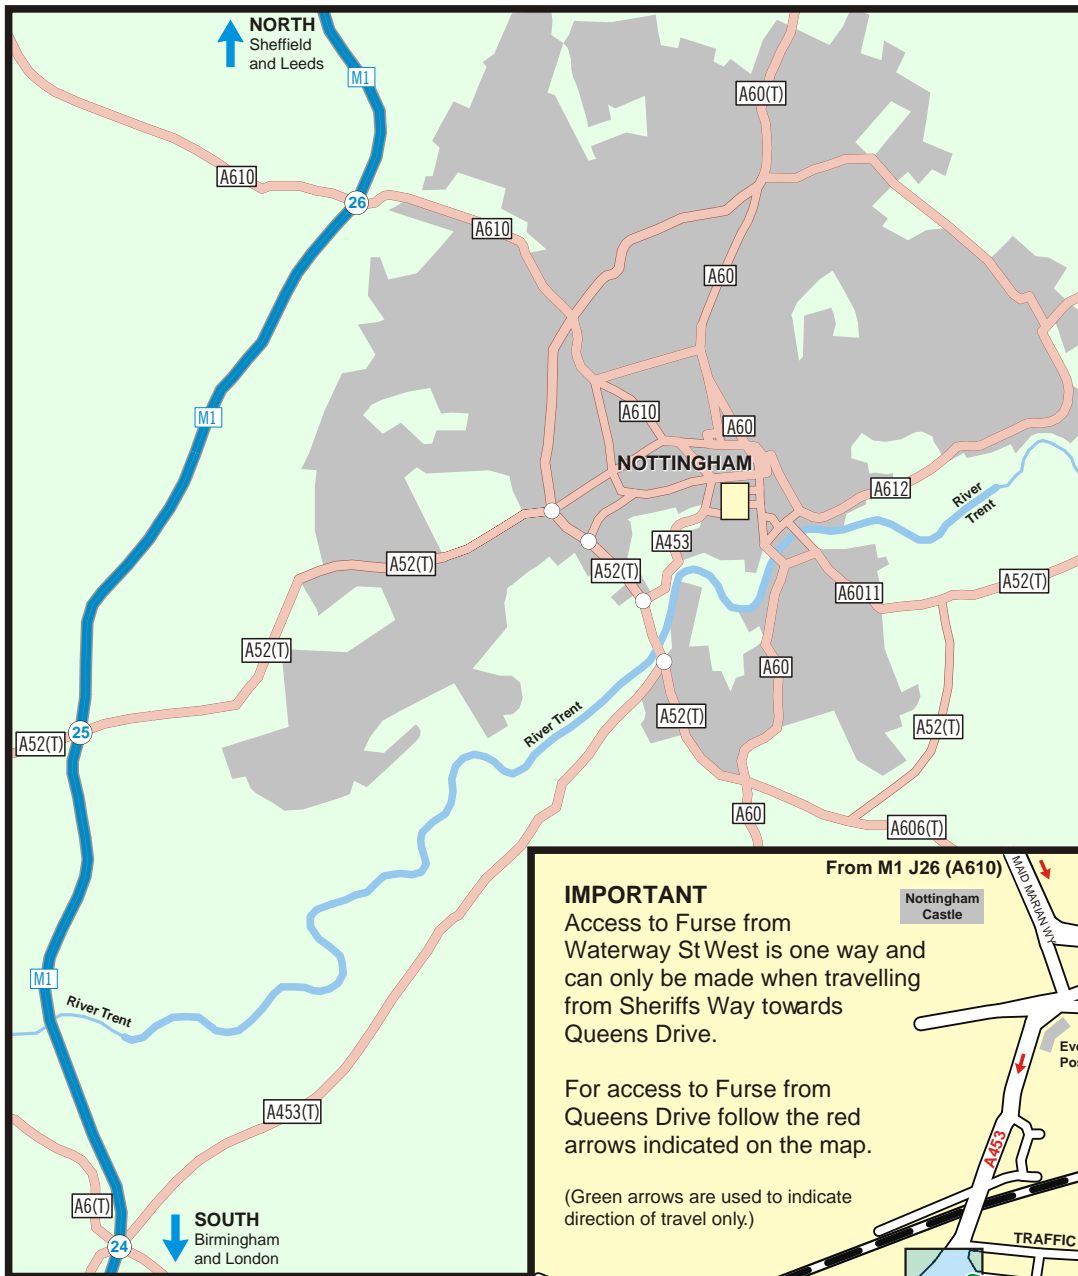 NORTH
Sheffield
and Leeds
M1
A60(T)
A610
26
A610
A60
M1
A610
A60
NOTTINGHAM
A612
River
Trent
A453
A52(T)
A52(T)
A52(T)
A6011
A52(T)
A60
A52(T)
River Trent
A52(T)
25
A52(T)
A60
A606(T)
M1
River Trent
A453(T)
A6(T)
24
SOUTH
Birmingham
and London
From M1 J26 (A610)
MAID MARIAN WY
Nottingham
Castle
IMPORTANT
Access to Furse from
Waterway St West is one way and
can only be made when travelling
from Sheriffs Way towards
Queens Drive.
For access to Furse from
Queens Drive follow the red
arrows indicated on the map.
(Green arrows are used to indicate
direction of travel only.)
A453
TRAFFIC